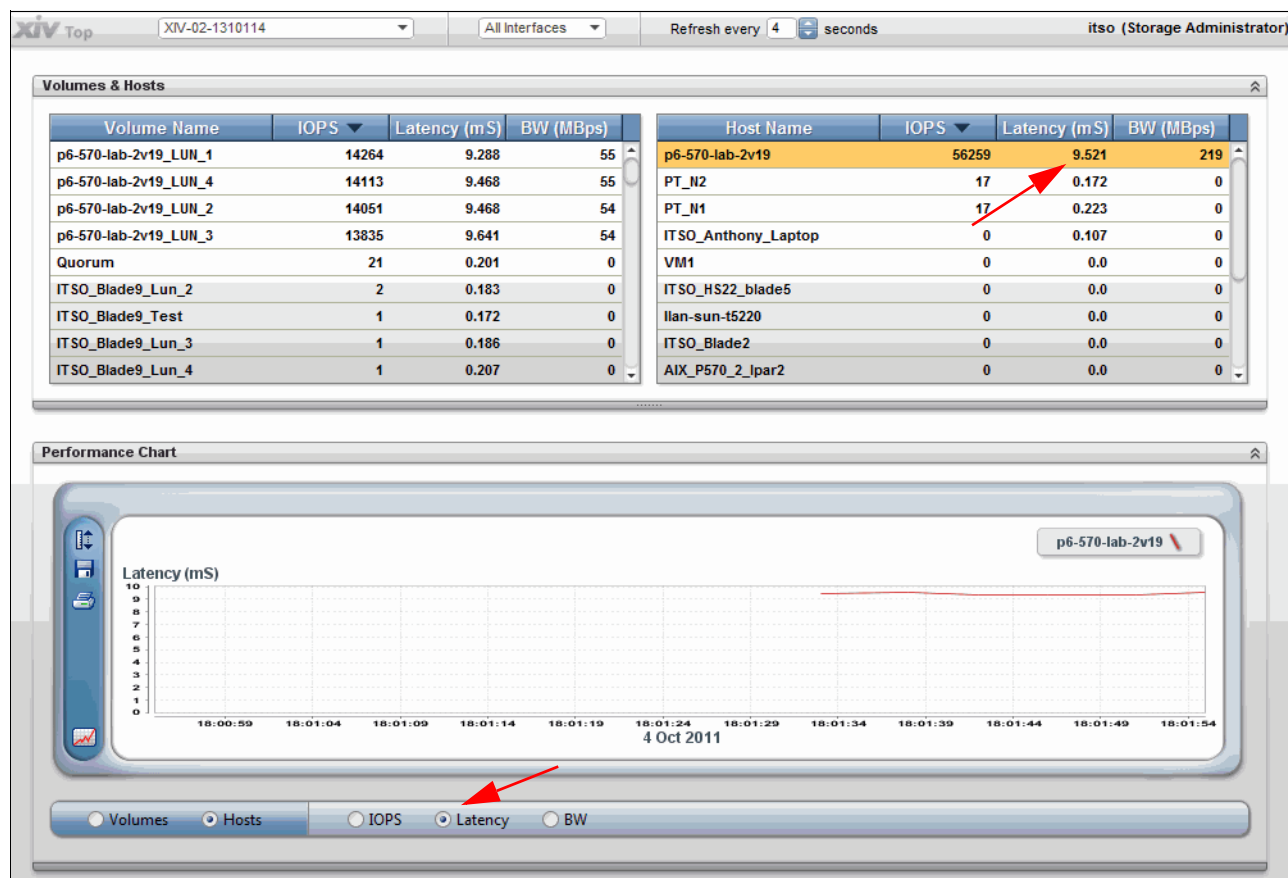 XIV Top XIV-02-1310114 All Interfaces Refresh every 4 seconds itso (Storage Administrator)
Volumes & Hosts
Volume Name IOPS Latency (mS) BW (MBps) Host Name IOPS Latency (mS) BW (MBps)
p6-570-lab-2v19_LUN_1 14264 9.288 55 p6-570-lab-2v19 56259 9.521 219
p6-570-lab-2v19_LUN_4 14113 9.468 55 PT_N2 17 0.172 0
p6-570-lab-2v19_LUN_2 14051 9.468 54 PT_N1 17 0.223 0
p6-570-lab-2v19_LUN_3 13835 9.641 54 ITSO_Anthony_Laptop 0 0.107 0
Quorum 21 0.201 0 VM1 0 0.0 0
ITSO_Blade9_Lun_2 2 0.183 0 ITSO_HS22_blade5 0 0.0 0
ITSO_Blade9_Test 1 0.172 0 Ilan-sun-t5220 0 0.0 0
ITSO_Blade9_Lun_3 1 0.186 0 ITSO_Blade2 0 0.0 0
ITSO_Blade9_Lun_4 1 0.207 0 AIX_P570_2_lpar2 0 0.0 0
Performance Chart
p6-570-lab-2v19
Latency (mS)
10
9
8
7
6
5
4
3
2
1
0
18:00:59 18:01:04 18:01:09 18:01:14 18:01:19 18:01:24 18:01:29 18:01:34 18:01:39 18:01:44 18:01:49 18:01:54
4 Oct 2011
Volumes Hosts IOPS Latency BW